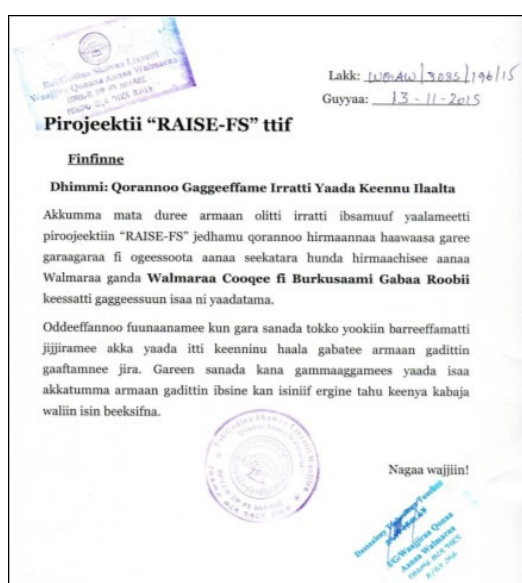 Lakk: WQAAW/3085/196/15
Guyyaa: 13-11-2015
Pirojeektii “RAISE-FS” ttif
Finfinne
Dhimmi: Qorannoo Gaggeeffame Irratti Yaada Keennu Ilaalta
Akkumma mata duree armaan olitti irratti ibsamuuf yaalameetti
piroojeektiin “RAISE-FS” jedhamu qorannoo hirmaannaa haawaasa garee
garaagaraa fi ogeessoota aanaa seekatara hunda hirmaachisee aanaa
Walmaraa ganda Walmaraa Cooqee fi Burkusaami Gabaa Roobii
keessatti gaggeessuun isaa ni yaadatama.
Oddeeffannoo fuunaanamee kun gara sanada tokko yookiin barreeffamatti
jijjiramee akka yaada itti keenninu haala gabatee armaan gadittin
gaaftamnee jira. Gareen sanada kana gammaaggamees yaada isaa
akkatumma armaan gadittin ibsine kan isiniif ergine tahu keenya kabaja
waliin isin beeksifna.
Nagaa wajjiin!